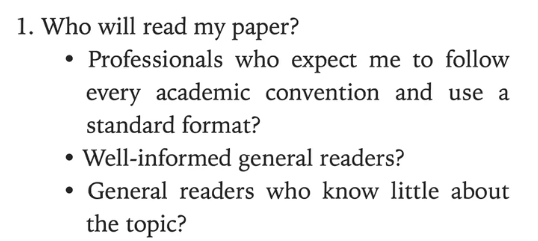 1. Who will read my paper?
• Professionals who expect me to follow
every academic convention and use a
standard format?
• Well-informed general readers?
• General readers who know little about
the topic?